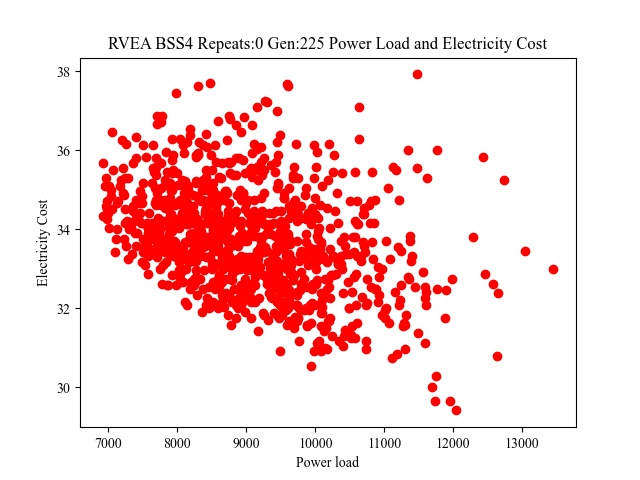 RVEA BSS4 Repeats:0 Gen:225 Power Load and Electricity Cost
38
36
34
32
30
Electricity Cost
7000 8000 9000 10000 11000 12000 13000
Power load